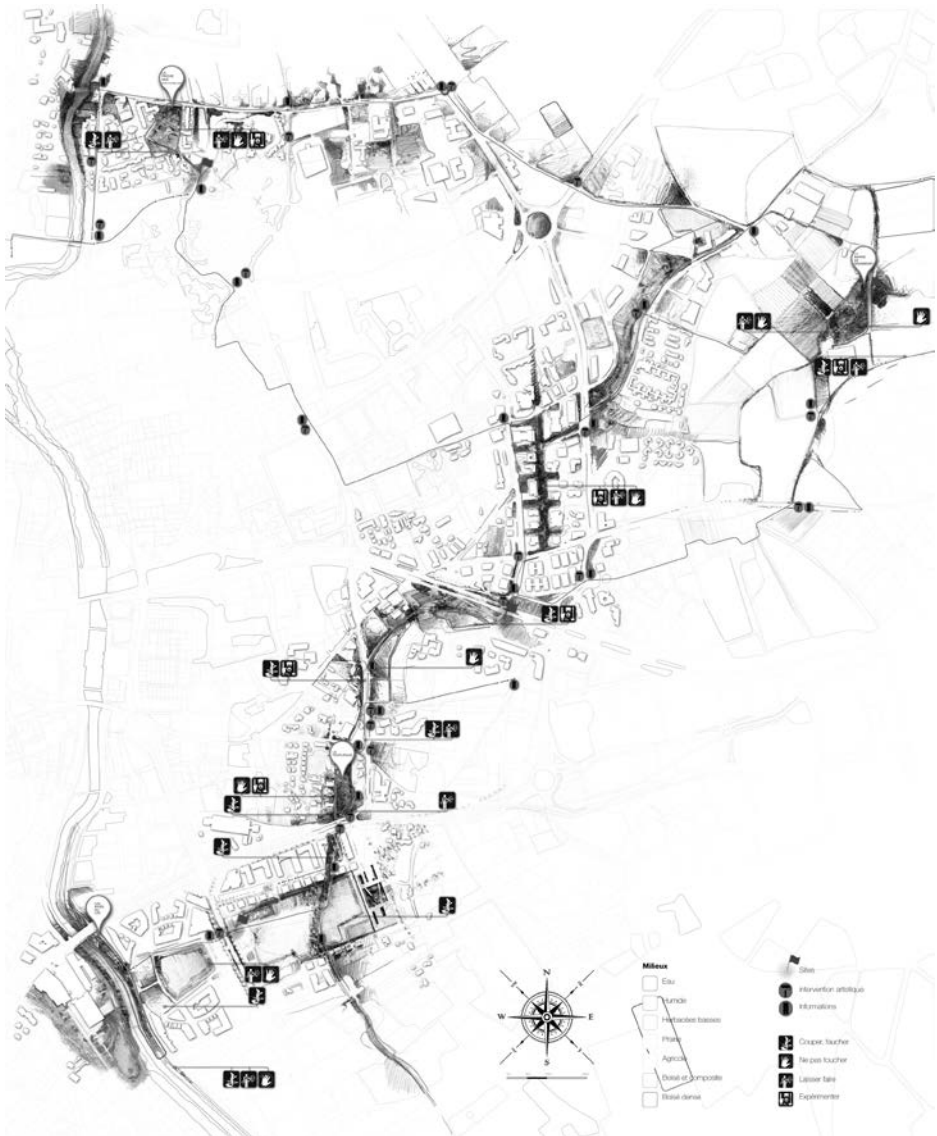 N
W
E
S
Milieux
Eau
Humide
Herbacées basses
Prairie
Agricole
Boisé et composite
Boisé dense
Sites
Intervention artistique
Informations
Couper, faucher
Ne pas toucher
Laisser faire
Expérimenter